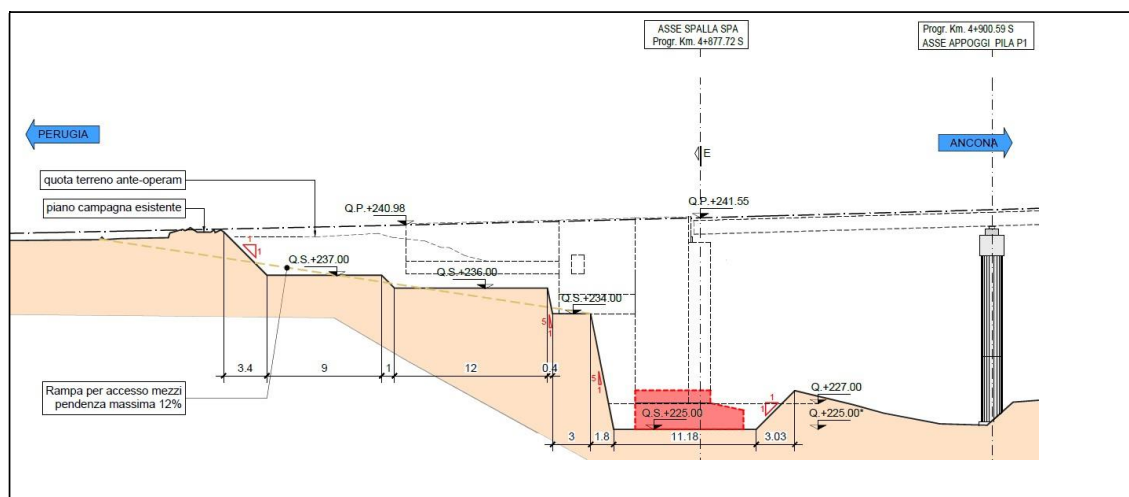 ASSE SPALLA SPA
Progr. Km. 4+877.72 S
Progr. Km. 4+900.59 S
ASSE APPOGGI PILA P1
PERUGIA
ANCONA
E
quota terreno ante-operam
piano campagna esistente
Q.P.+240.98
Q.P.+241.55
1
1
Q.S.+237.00
Q.S.+236.00
Q.S.+234.00
5
1
5
1
3.4
9
1
12
0.4
Rampa per accesso mezzi
pendenza massima 12%
Q.S.+225.00
1
1
Q.+227.00
Q.+225.00*
3
1.8
11.18
3.03